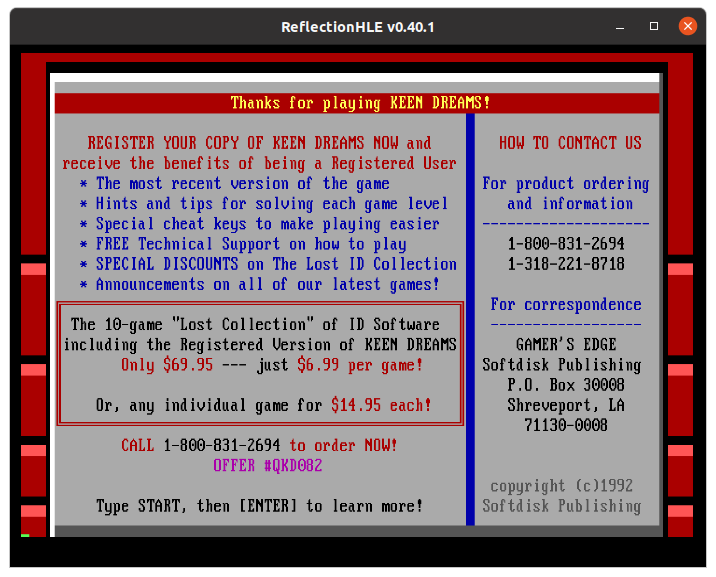 ReflectionHLE v0.40.1
Thanks for playing KEEN DREAMS!
REGISTER YOUR COPY OF KEEN DREAMS NOW and
receive the benefits of being a Registered User
* The most recent version of the game
* Hints and tips for solving each game level
* Special cheat keys to make playing easier
* FREE Technical Support on how to play
* SPECIAL DISCOUNTS on The Lost ID Collection
* Announcements on all of our latest games!
The 10-game "Lost Collection" of ID Software
including the Registered Version of KEEN DREAMS
Only $69.95 --- just $6.99 per game!
Or, any individual game for $14.95 each!
CALL 1-800-831-2694 to order NOW!
OFFER #QKD082
Type START, then [ENTER] to learn more!
HOW TO CONTACT US
For product ordering
and information
--------------------
1-800-831-2694
1-318-221-8718
For correspondence
------------------
GAMER'S EDGE
Softdisk Publishing
P.O. Box 30008
Shreveport, LA
71130-0008
copyright (c)1992
Softdisk Publishing